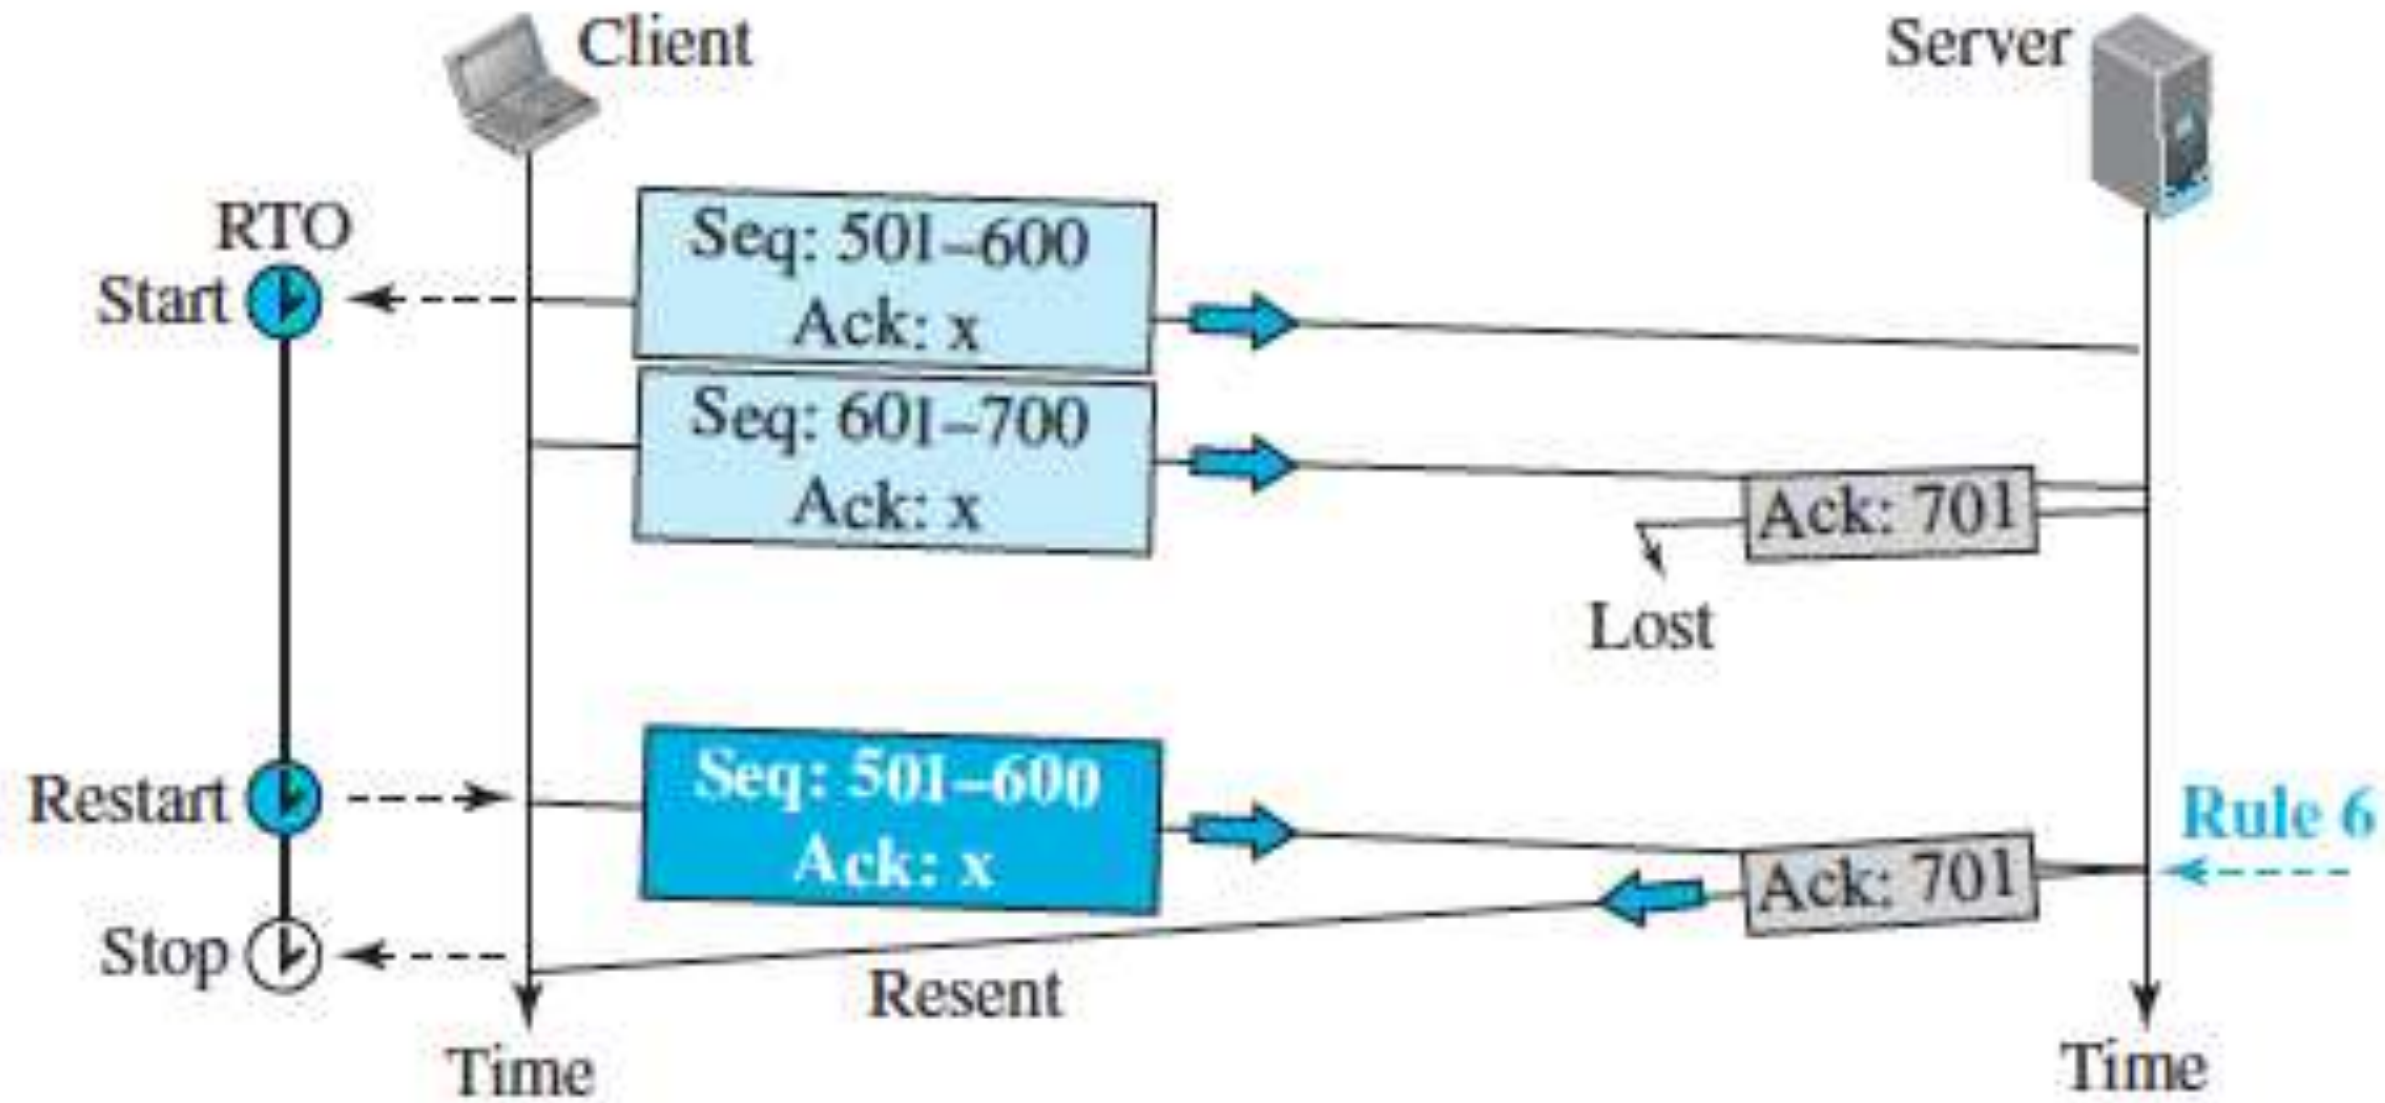 Client
Server
RTO
Start
Seq: 501–600
Ack: x
Seq: 601–700
Ack: x
Ack: 701
Lost
Restart
Seq: 501–600
Ack: x
Rule 6
Ack: 701
Stop
Resent
Time
Time